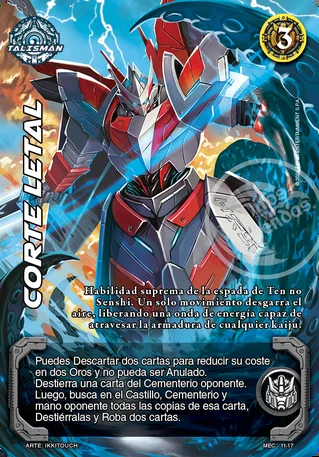 TALISMAN
3
CORTE LETAL
Habilidad suprema de la espada de Ten no
Senshi. Un solo movimiento desgarra el
aire, liberando una onda de energía capaz de
atravesar la armadura de cualquier kaiju.
Puedes Descartar dos cartas para reducir su coste
en dos Oros y no pueda ser Anulado.
Destierra una carta del Cementerio oponente.
Luego, busca en el Castillo, Cementerio y
mano oponente todas las copias de esa carta,
Destiérralas y Roba dos cartas.
ARTE: IKKITOUCH
MEC - 11-17